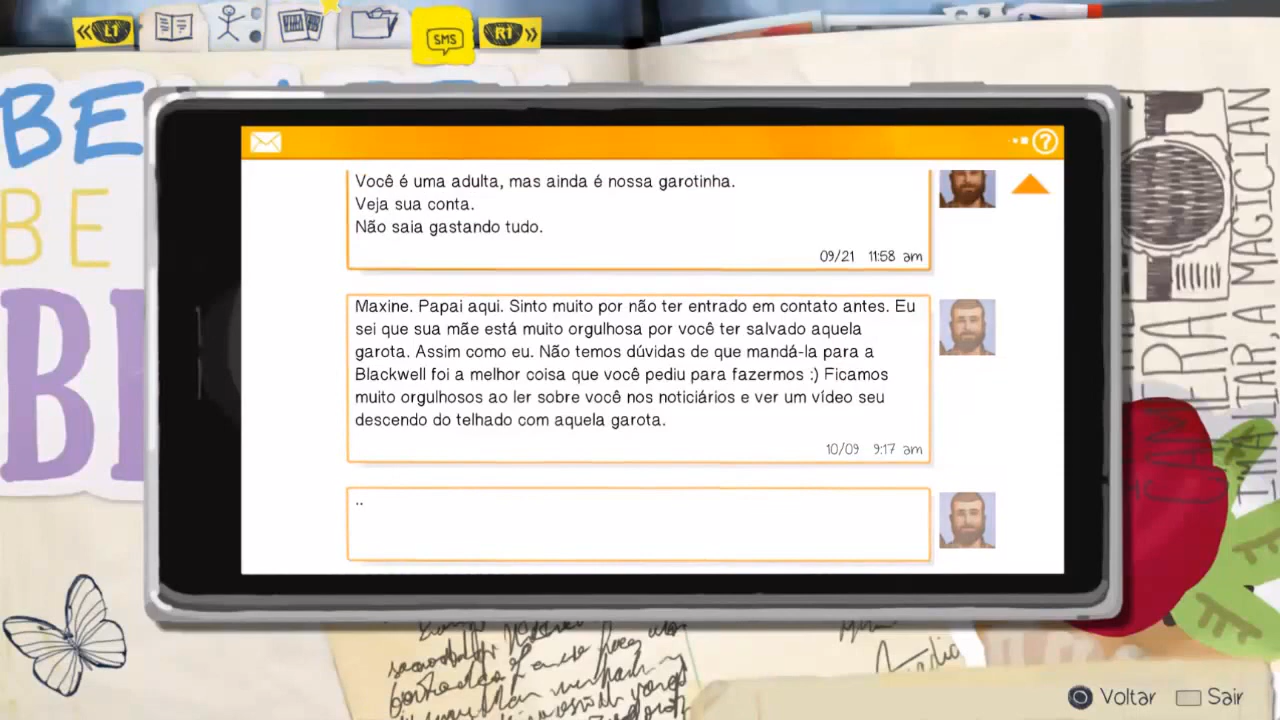 L1
SMS
R1
BE
BE
Você é uma adulta, mas ainda é nossa garotinha.
Veja sua conta.
Não saia gastando tudo.
09/21 11:58 am
Maxine. Papai aqui. Sinto muito por não ter entrado em contato antes. Eu
sei que sua mãe está muito orgulhosa por você ter salvado aquela
garota. Assim como eu. Não temos dúvidas de que mandá-la para a
Blackwell foi a melhor coisa que você pediu para fazermos :) Ficamos
muito orgulhosos ao ler sobre você nos noticiários e ver um vídeo seu
descendo do telhado com aquela garota.
10/09 9:17 am
..
A MAGICIAN
Voltar
Sair